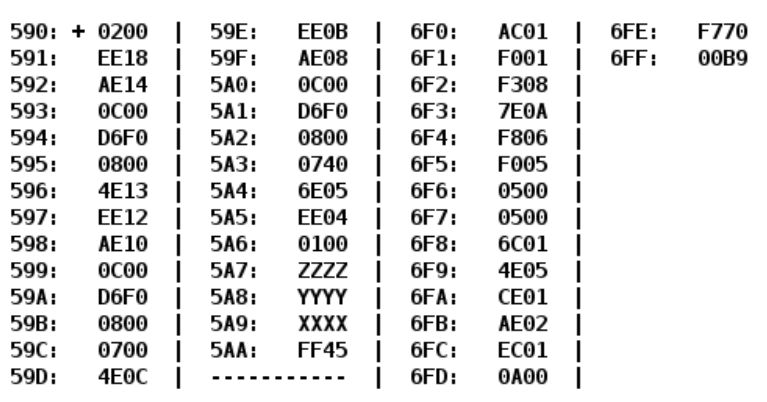 590: + 0200 | 59E: EE0B | 6F0: AC01 | 6FE: F770
591: EE18 | 59F: AE08 | 6F1: F001 | 6FF: 00B9
592: AE14 | 5A0: 0C00 | 6F2: F308 |
593: 0C00 | 5A1: D6F0 | 6F3: 7E0A |
594: D6F0 | 5A2: 0800 | 6F4: F806 |
595: 0800 | 5A3: 0740 | 6F5: F005 |
596: 4E13 | 5A4: 6E05 | 6F6: 0500 |
597: EE12 | 5A5: EE04 | 6F7: 0500 |
598: AE10 | 5A6: 0100 | 6F8: 6C01 |
599: 0C00 | 5A7: ZZZZ | 6F9: 4E05 |
59A: D6F0 | 5A8: YYYY | 6FA: CE01 |
59B: 0800 | 5A9: XXXX | 6FB: AE02 |
59C: 0700 | 5AA: FF45 | 6FC: EC01 |
59D: 4E0C | ----------- | 6FD: 0A00 |